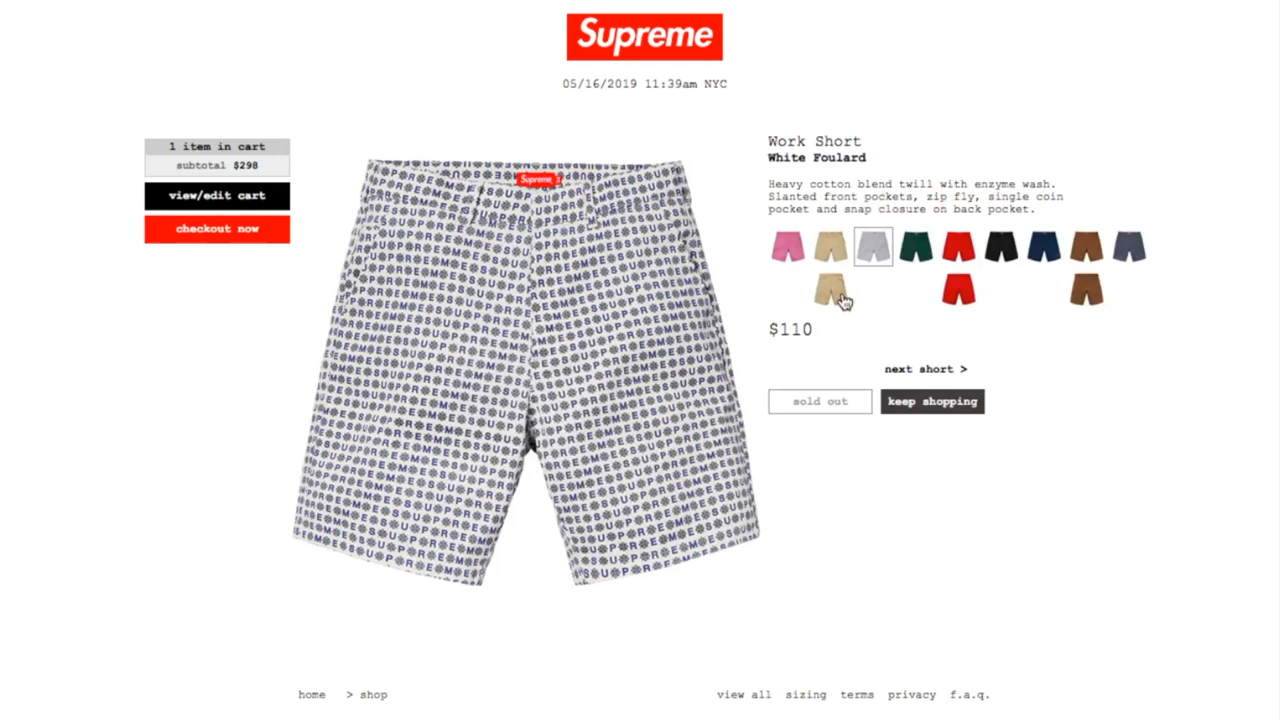 Supreme
05/16/2019 11:39am NYC
1 item in cart
subtotal $298
view/edit cart
checkout now
Supreme
Work Short
White Foulard
Heavy cotton blend twill with enzyme wash.
Slanted front pockets, zip fly, single coin
pocket and snap closure on back pocket.
$110
next short >
sold out
keep shopping
home > shop
view all sizing terms privacy f.a.q.